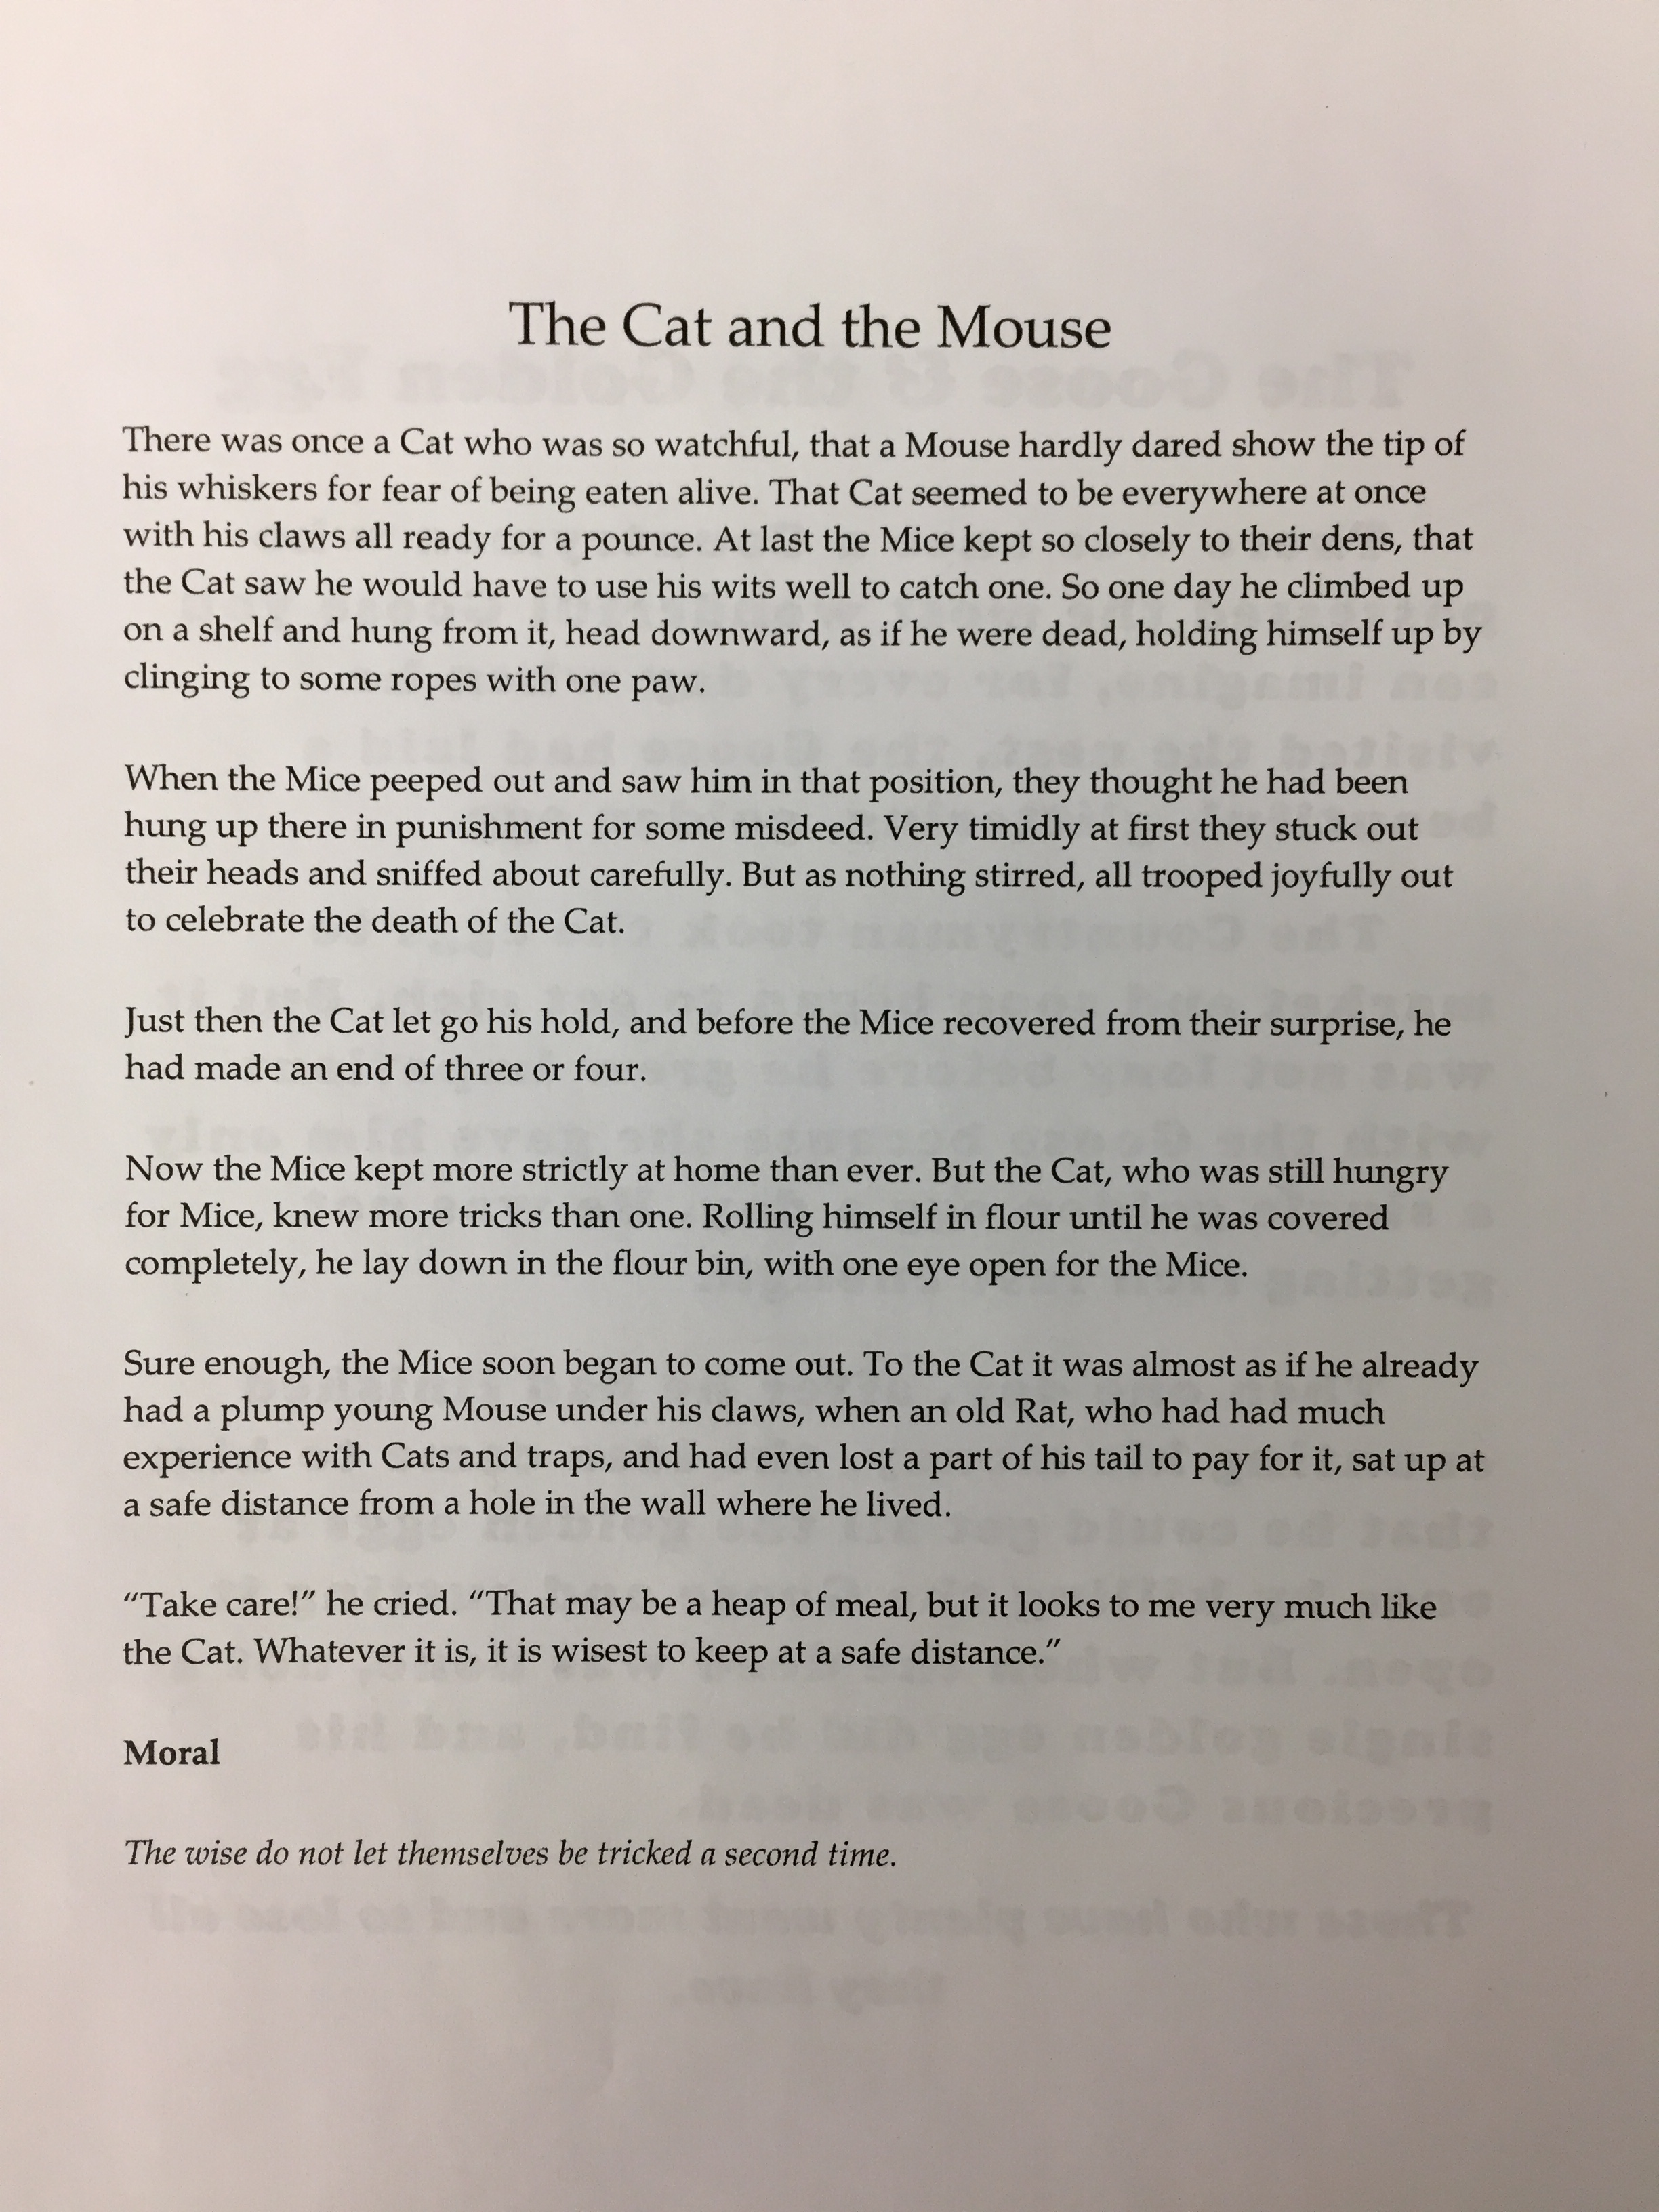 The Cat and the Mouse
There was once a Cat who was so watchful, that a Mouse hardly dared show the tip of
his whiskers for fear of being eaten alive. That Cat seemed to be everywhere at once
with his claws all ready for a pounce. At last the Mice kept so closely to their dens, that
the Cat saw he would have to use his wits well to catch one. So one day he climbed up
on a shelf and hung from it, head downward, as if he were dead, holding himself up by
clinging to some ropes with one paw.
When the Mice peeped out and saw him in that position, they thought he had been
hung up there in punishment for some misdeed. Very timidly at first they stuck out
their heads and sniffed about carefully. But as nothing stirred, all trooped joyfully out
to celebrate the death of the Cat.
Just then the Cat let go his hold, and before the Mice recovered from their surprise, he
had made an end of three or four.
Now the Mice kept more strictly at home than ever. But the Cat, who was still hungry
for Mice, knew more tricks than one. Rolling himself in flour until he was covered
completely, he lay down in the flour bin, with one eye open for the Mice.
Sure enough, the Mice soon began to come out. To the Cat it was almost as if he already
had a plump young Mouse under his claws, when an old Rat, who had had much
experience with Cats and traps, and had even lost a part of his tail to pay for it, sat up at
a safe distance from a hole in the wall where he lived.
“Take care!” he cried. “That may be a heap of meal, but it looks to me very much like
the Cat. Whatever it is, it is wisest to keep at a safe distance.”
Moral
The wise do not let themselves be tricked a second time.